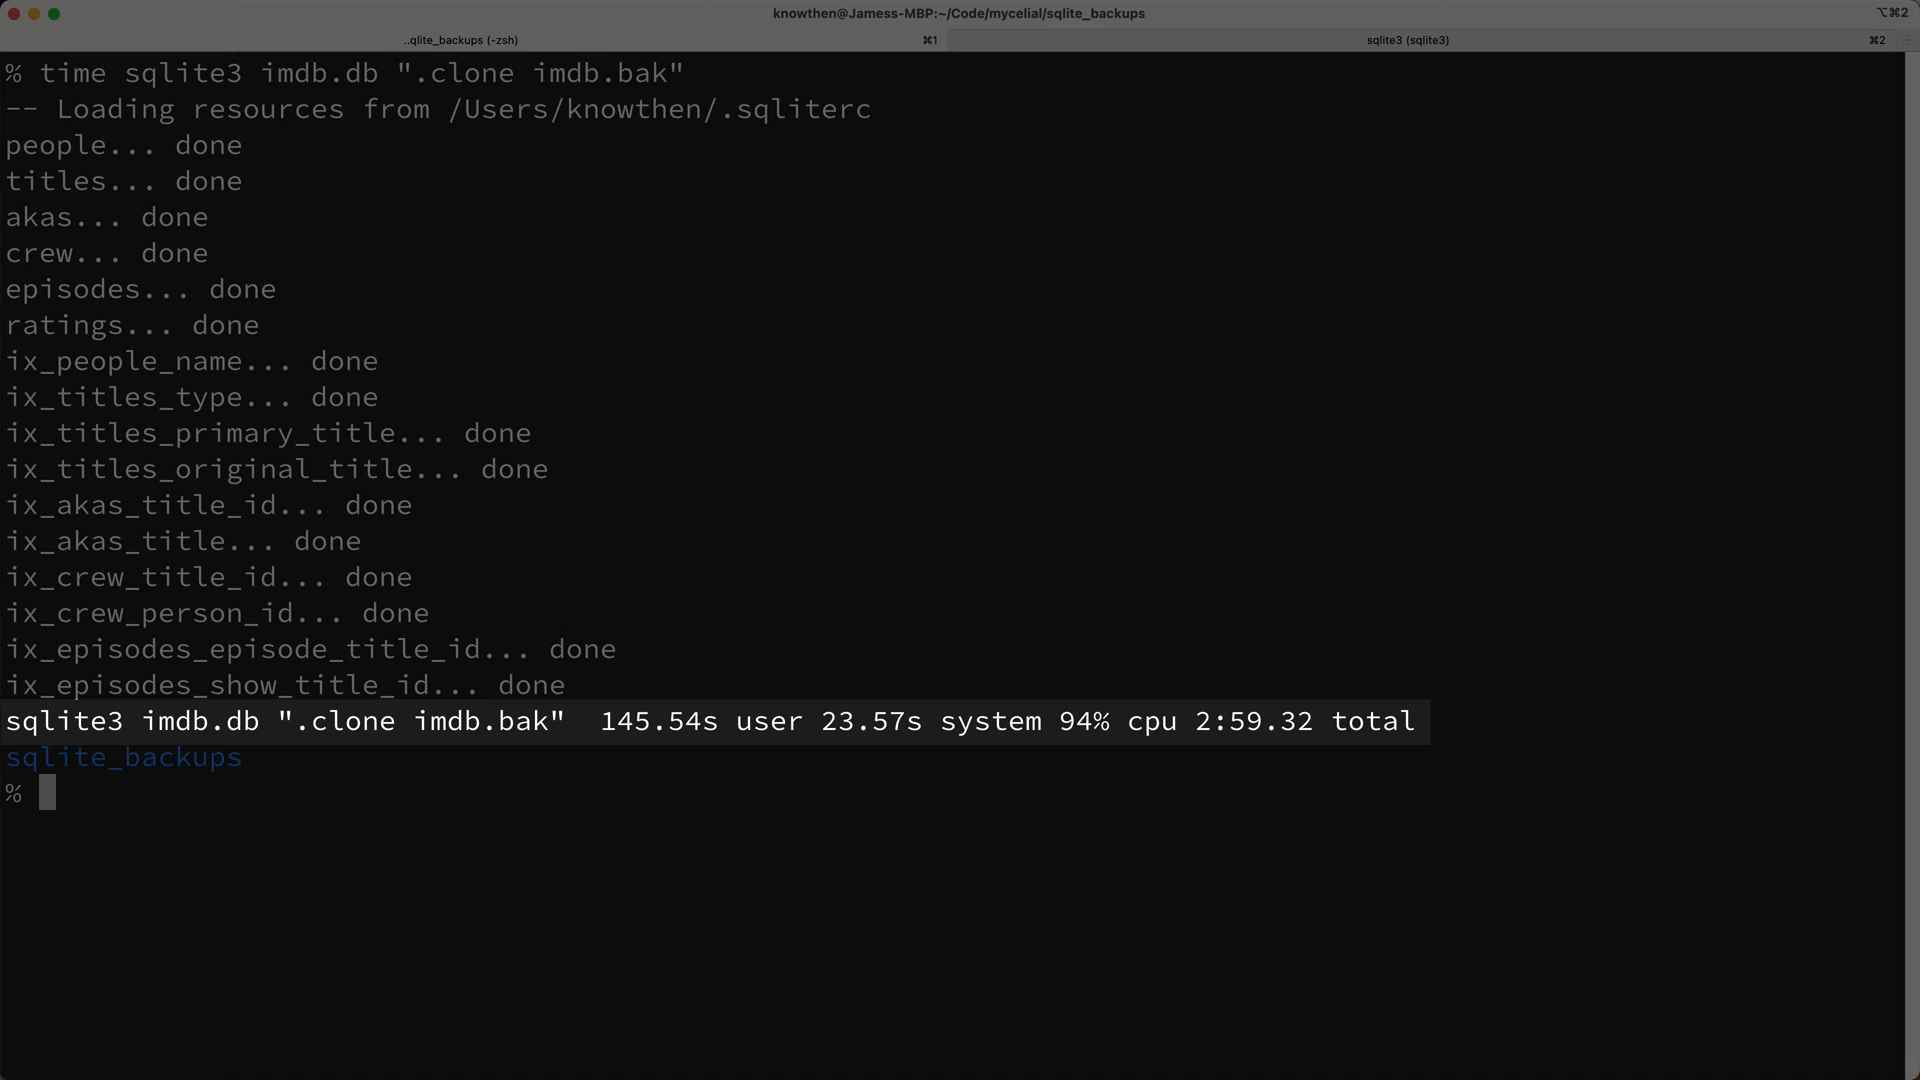 knowthen@Jamess-MBP:~/Code/mycelial/sqlite_backups
⌥⌘2
..qlite_backups (-zsh)
⌘1
sqlite3 (sqlite3)
⌘2
% time sqlite3 imdb.db ".clone imdb.bak"
-- Loading resources from /Users/knowthen/.sqliterc
people... done
titles... done
akas... done
crew... done
episodes... done
ratings... done
ix_people_name... done
ix_titles_type... done
ix_titles_primary_title... done
ix_titles_original_title... done
ix_akas_title_id... done
ix_akas_title... done
ix_crew_title_id... done
ix_crew_person_id... done
ix_episodes_episode_title_id... done
ix_episodes_show_title_id... done
sqlite3 imdb.db ".clone imdb.bak"  145.54s user 23.57s system 94% cpu 2:59.32 total
sqlite_backups
%